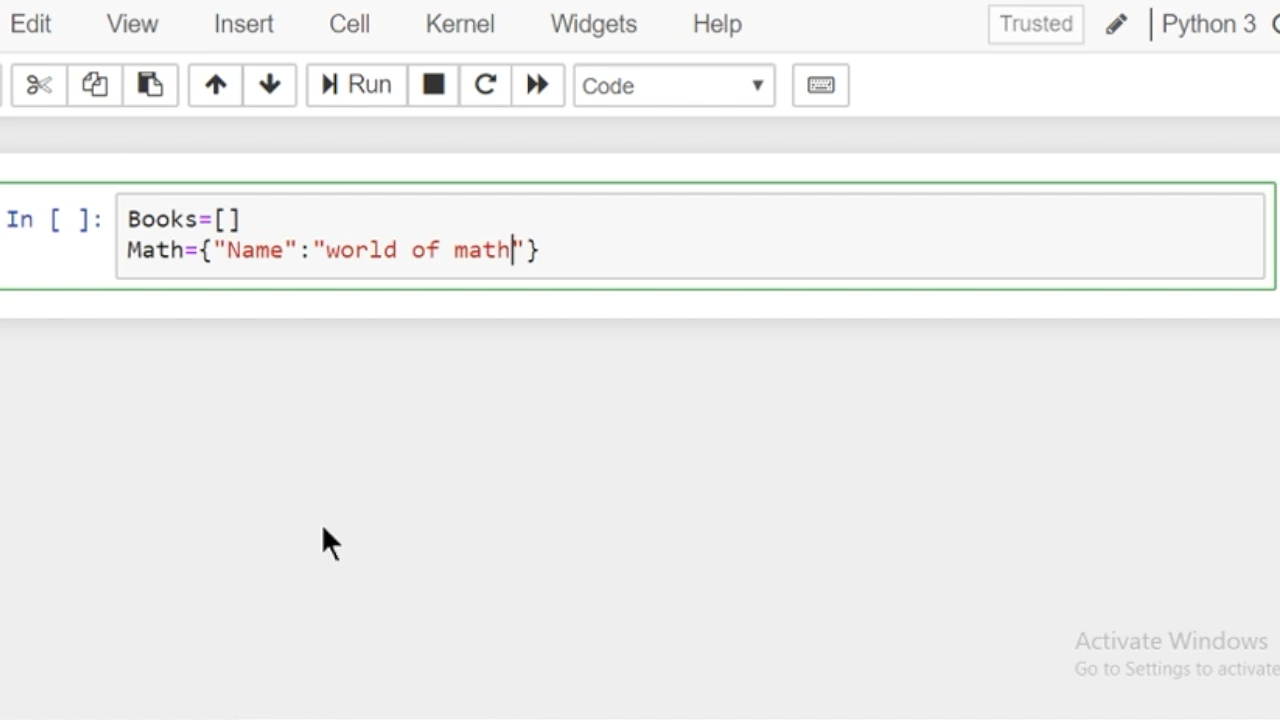 Edit View Insert Cell Kernel Widgets Help Trusted Python 3
Run Code
In [ ]: Books=[]
Math={"Name":"world of math"}
Activate Windows
Go to Settings to activate